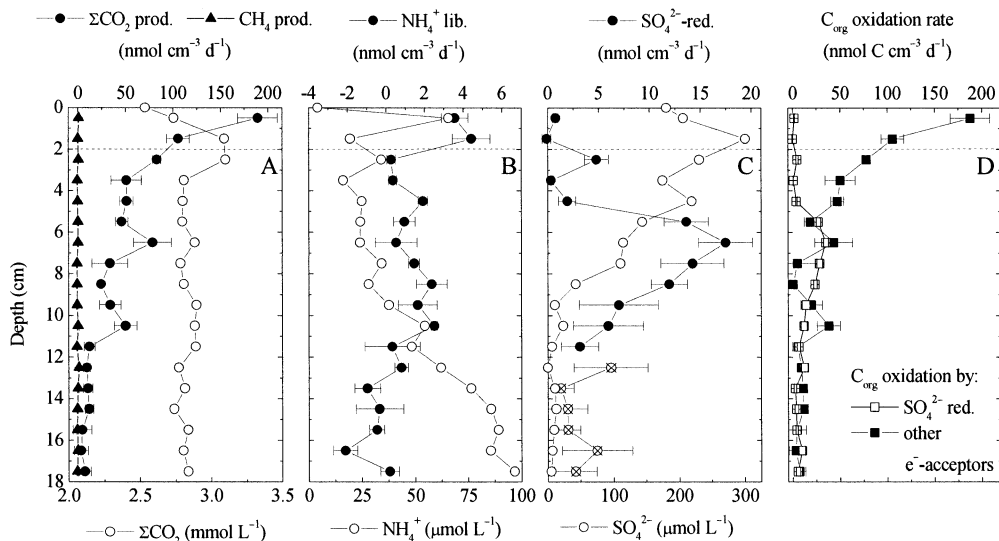 ΣCO₂ prod. CH₄ prod. NH₄⁺ lib. SO₄²⁻-red. C_org oxidation rate
(nmol cm⁻³ d⁻¹) (nmol cm⁻³ d⁻¹) (nmol cm⁻³ d⁻¹) nmol C cm⁻³ d⁻¹
0 50 100 150 200 -4 -2 0 2 4 6 0 5 10 15 20 0 50 100 150 200
0
2
4
6
8
10
12
14
16
18
Depth (cm)
A B C D
C_org oxidation by:
SO₄²⁻ red.
other
e⁻-acceptors
2.0 2.5 3.0 3.5 0 25 50 75 100 0 100 200 300
ΣCO₂ (mmol L⁻¹) NH₄⁺ (μmol L⁻¹) SO₄²⁻ (μmol L⁻¹)